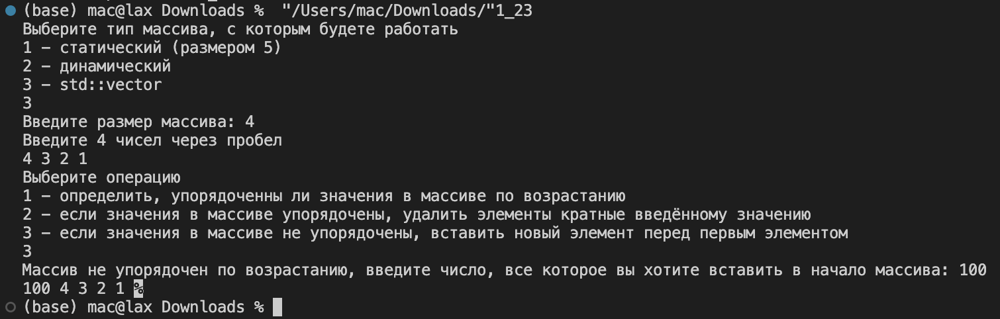 (base) mac@lax Downloads %  "/Users/mac/Downloads/"1_23
Выберите тип массива, с которым будете работать
1 – статический (размером 5)
2 – динамический
3 – std::vector
3
Введите размер массива: 4
Введите 4 чисел через пробел
4 3 2 1
Выберите операцию
1 – определить, упорядоченны ли значения в массиве по возрастанию
2 – если значения в массиве упорядочены, удалить элементы кратные введённому значению
3 – если значения в массиве не упорядочены, вставить новый элемент перед первым элементом
3
Массив не упорядочен по возрастанию, введите число, все которое вы хотите вставить в начало массива: 100
100 4 3 2 1 %
(base) mac@lax Downloads %